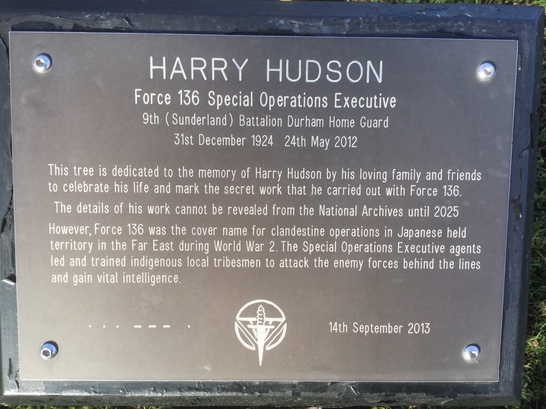 HARRY HUDSON
Force 136 Special Operations Executive
9th (Sunderland) Battalion Durham Home Guard
31st December 1924 24th May 2012
This tree is dedicated to the memory of Harry Hudson by his loving family and friends
to celebrate his life and mark the secret work that he carried out with Force 136.
The details of his work cannot be revealed from the National Archives until 2025
However, Force 136 was the cover name for clandestine operations in Japanese held
territory in the Far East during World War 2. The Special Operations Executive agents
led and trained indigenous local tribesmen to attack the enemy forces behind the lines
and gain vital intelligence.
. . . _ _ _ .
14th September 2013